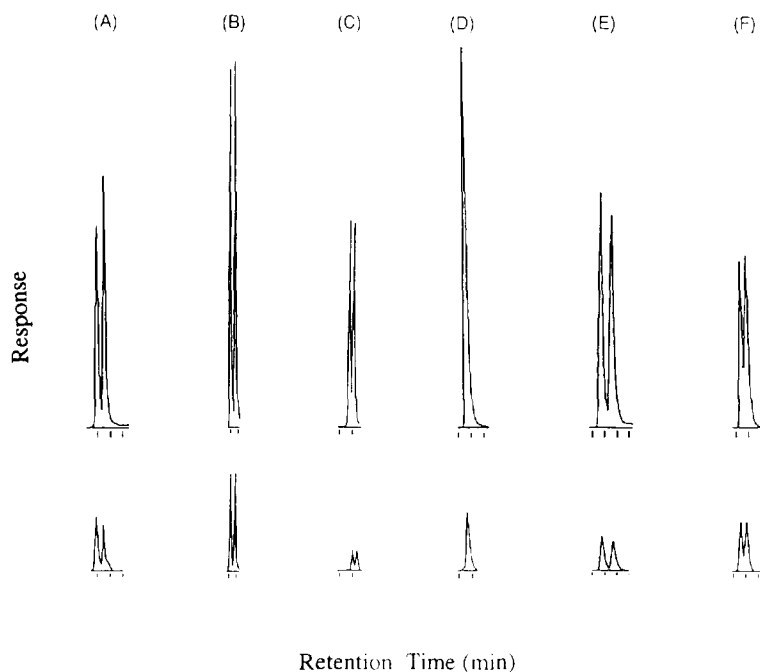 (A) (B) (C) (D) (E) (F)
Response
Retention Time (min)